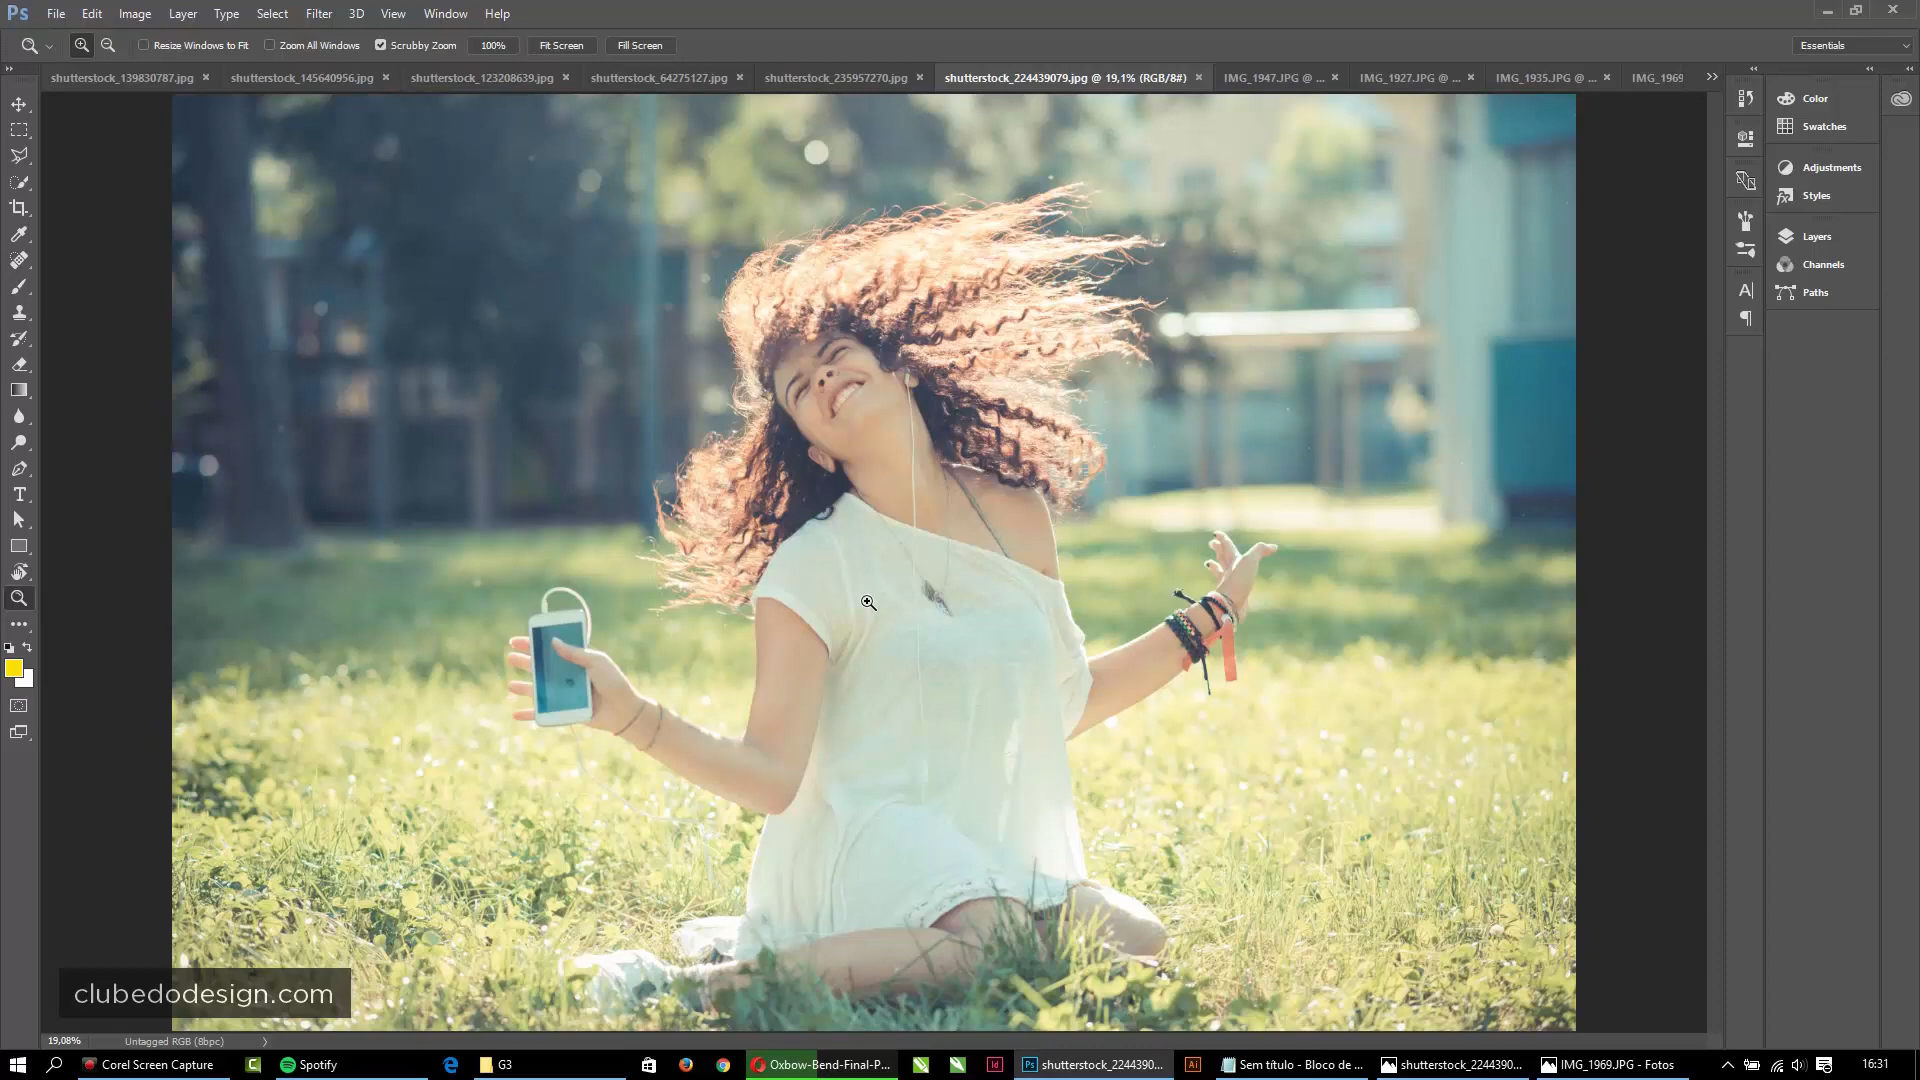 Ps File Edit Image Layer Type Select Filter 3D View Window Help
Resize Windows to Fit Zoom All Windows Scrubby Zoom 100% Fit Screen Fill Screen Essentials
shutterstock_139830787.jpg shutterstock_145640956.jpg shutterstock_123208639.jpg shutterstock_64275127.jpg shutterstock_235957270.jpg shutterstock_224439079.jpg @ 19,1% (RGB/8#) IMG_1947.JPG @ ... IMG_1927.JPG @ ... IMG_1935.JPG @ ... IMG_1969
Color
Swatches
Adjustments
Styles
Layers
Channels
Paths
clubedodesign.com
19,08% Untagged RGB (8bpc)
Corel Screen Capture Spotify G3 Oxbow-Bend-Final-P... shutterstock_2244390... Sem título - Bloco de ... shutterstock_2244390... IMG_1969.JPG - Fotos 16:31